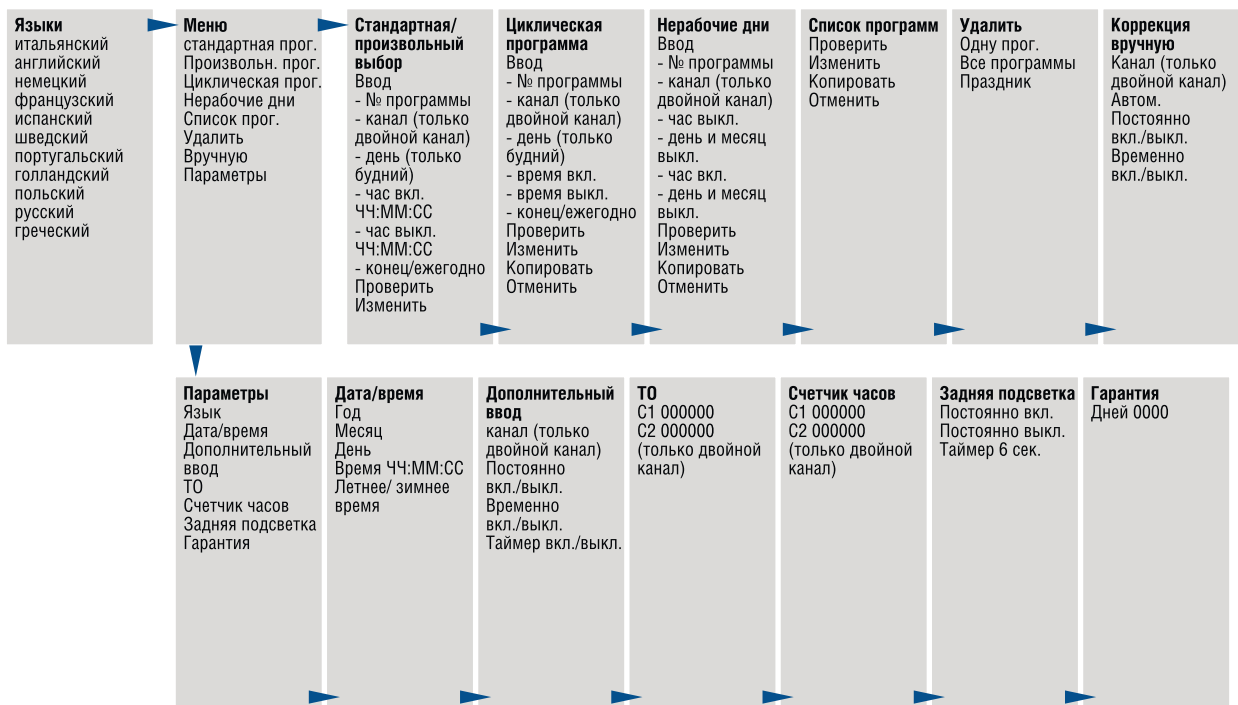 Языки
итальянский
английский
немецкий
французский
испанский
шведский
португальский
голландский
польский
русский
греческий
Меню
стандартная прог.
Произвольн. прог.
Циклическая прог.
Нерабочие дни
Список прог.
Удалить
Вручную
Параметры
Стандартная/
произвольный
выбор
Ввод
- № программы
- канал (только
двойной канал)
- день (только
будний)
- час вкл.
ЧЧ:ММ:СС
- час выкл.
ЧЧ:ММ:СС
- конец/ежегодно
Проверить
Изменить
Циклическая
программа
Ввод
- № программы
- канал (только
двойной канал)
- день (только
будний)
- время вкл.
- время выкл.
- конец/ежегодно
Проверить
Изменить
Копировать
Отменить
Нерабочие дни
Ввод
- № программы
- канал (только
двойной канал)
- час выкл.
- день и месяц
выкл.
- час вкл.
- день и месяц
выкл.
Проверить
Изменить
Копировать
Отменить
Список программ
Проверить
Изменить
Копировать
Отменить
Удалить
Одну прог.
Все программы
Праздник
Коррекция
вручную
Канал (только
двойной канал)
Автом.
Постоянно
вкл./выкл.
Временно
вкл./выкл.
Параметры
Язык
Дата/время
Дополнительный
ввод
ТО
Счетчик часов
Задняя подсветка
Гарантия
Дата/время
Год
Месяц
День
Время ЧЧ:ММ:СС
Летнее/ зимнее
время
Дополнительный
ввод
канал (только
двойной канал)
Постоянно
вкл./выкл.
Временно
вкл./выкл.
Таймер вкл./выкл.
ТО
С1 000000
С2 000000
(только двойной
канал)
Счетчик часов
С1 000000
С2 000000
(только двойной
канал)
Задняя подсветка
Постоянно вкл.
Постоянно выкл.
Таймер 6 сек.
Гарантия
Дней 0000